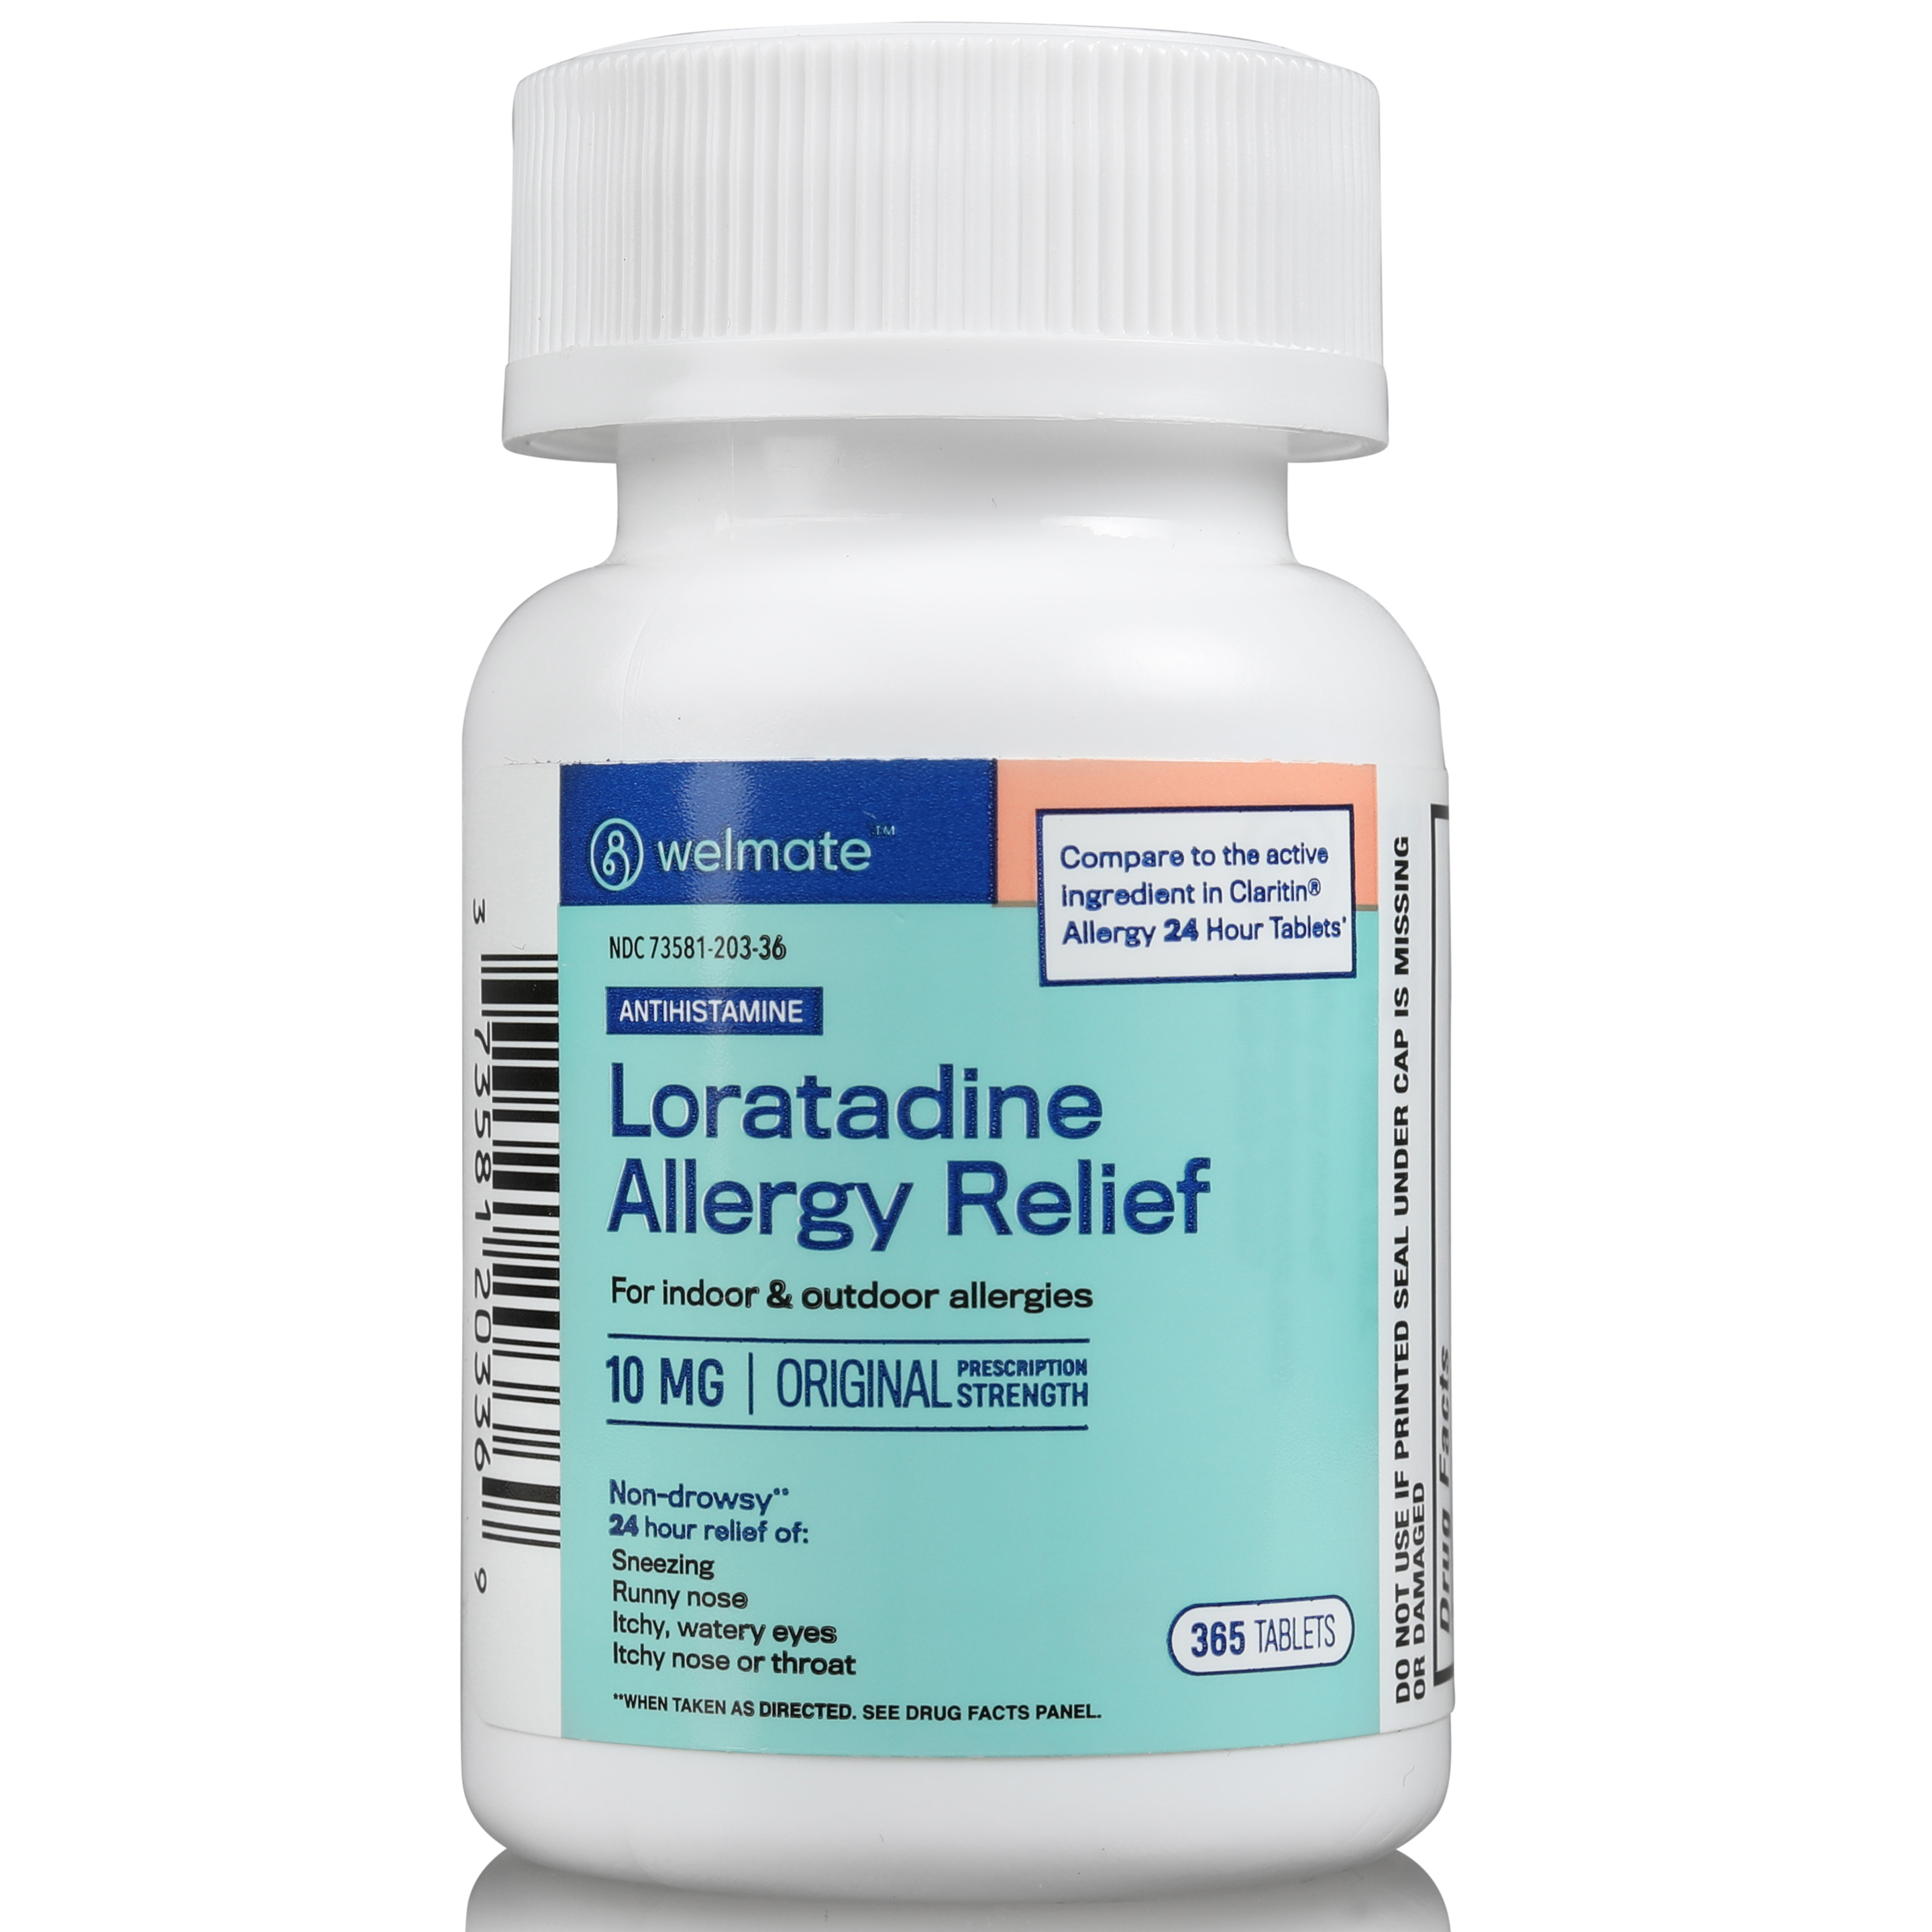 welmate™
Compare to the active
ingredient in Claritin®
Allergy 24 Hour Tablets*
NDC 73581-203-36
ANTIHISTAMINE
Loratadine
Allergy Relief
For indoor & outdoor allergies
10 MG | ORIGINAL PRESCRIPTION
STRENGTH
Non-drowsy**
24 hour relief of:
Sneezing
Runny nose
Itchy, watery eyes
Itchy nose or throat
365 TABLETS
**WHEN TAKEN AS DIRECTED. SEE DRUG FACTS PANEL.
3 73581 20336 9
DO NOT USE IF PRINTED SEAL UNDER CAP IS MISSING
OR DAMAGED
Drug Facts